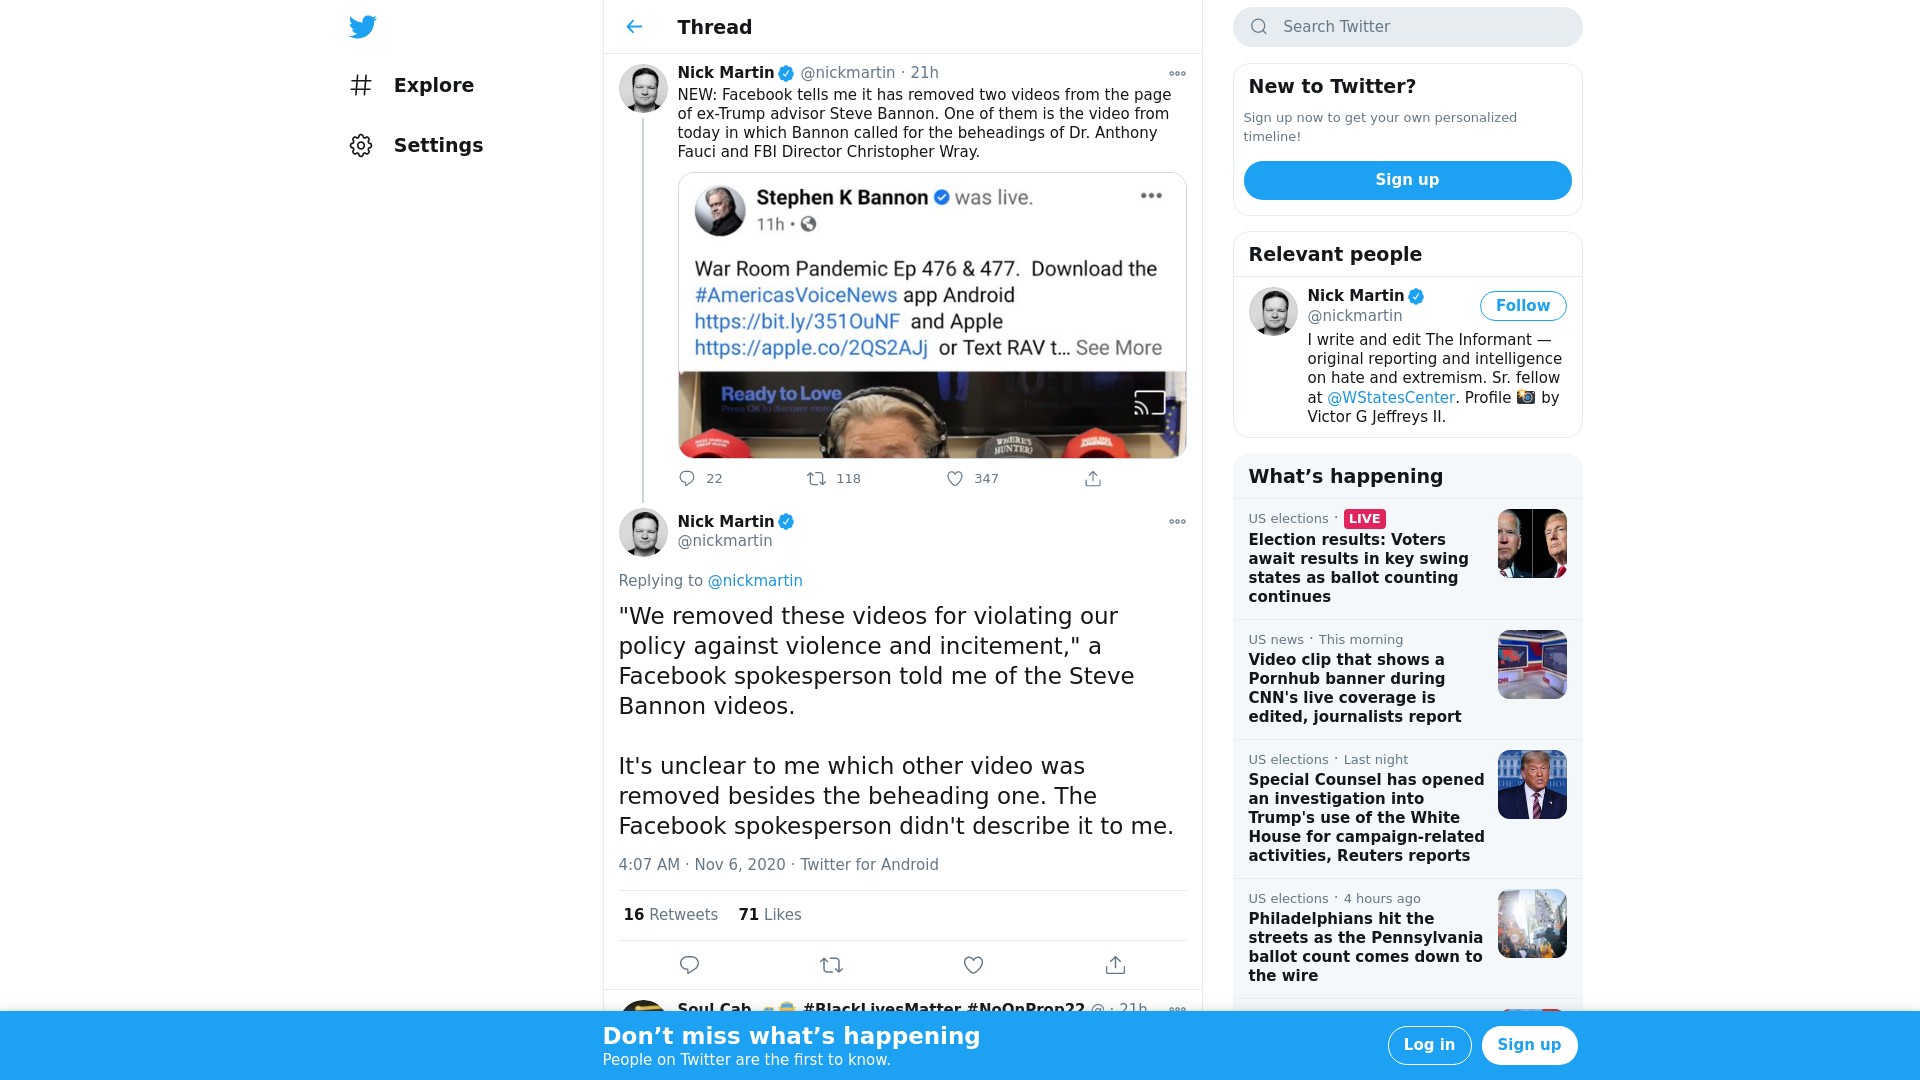 Explore
Settings
Thread
Nick Martin @nickmartin · 21h
NEW: Facebook tells me it has removed two videos from the page
of ex-Trump advisor Steve Bannon. One of them is the video from
today in which Bannon called for the beheadings of Dr. Anthony
Fauci and FBI Director Christopher Wray.
Stephen K Bannon was live.
11h ·
War Room Pandemic Ep 476 & 477. Download the
#AmericasVoiceNews app Android
https://bit.ly/351OuNF and Apple
https://apple.co/2QS2AJj or Text RAV t... See More
Ready to Love
Press OK to discover more
WHERE'S
HUNTER?
22 118 347
Nick Martin
@nickmartin
Replying to @nickmartin
"We removed these videos for violating our
policy against violence and incitement," a
Facebook spokesperson told me of the Steve
Bannon videos.
It's unclear to me which other video was
removed besides the beheading one. The
Facebook spokesperson didn't describe it to me.
4:07 AM · Nov 6, 2020 · Twitter for Android
16 Retweets 71 Likes
Soul Cab #BlackLivesMatter #NoOnProp22 @ · 21h
Search Twitter
New to Twitter?
Sign up now to get your own personalized
timeline!
Sign up
Relevant people
Nick Martin
@nickmartin
Follow
I write and edit The Informant —
original reporting and intelligence
on hate and extremism. Sr. fellow
at @WStatesCenter. Profile 📸 by
Victor G Jeffreys II.
What's happening
US elections · LIVE
Election results: Voters
await results in key swing
states as ballot counting
continues
US news · This morning
Video clip that shows a
Pornhub banner during
CNN's live coverage is
edited, journalists report
US elections · Last night
Special Counsel has opened
an investigation into
Trump's use of the White
House for campaign-related
activities, Reuters reports
US elections · 4 hours ago
Philadelphians hit the
streets as the Pennsylvania
ballot count comes down to
the wire
Don't miss what's happening
People on Twitter are the first to know.
Log in
Sign up